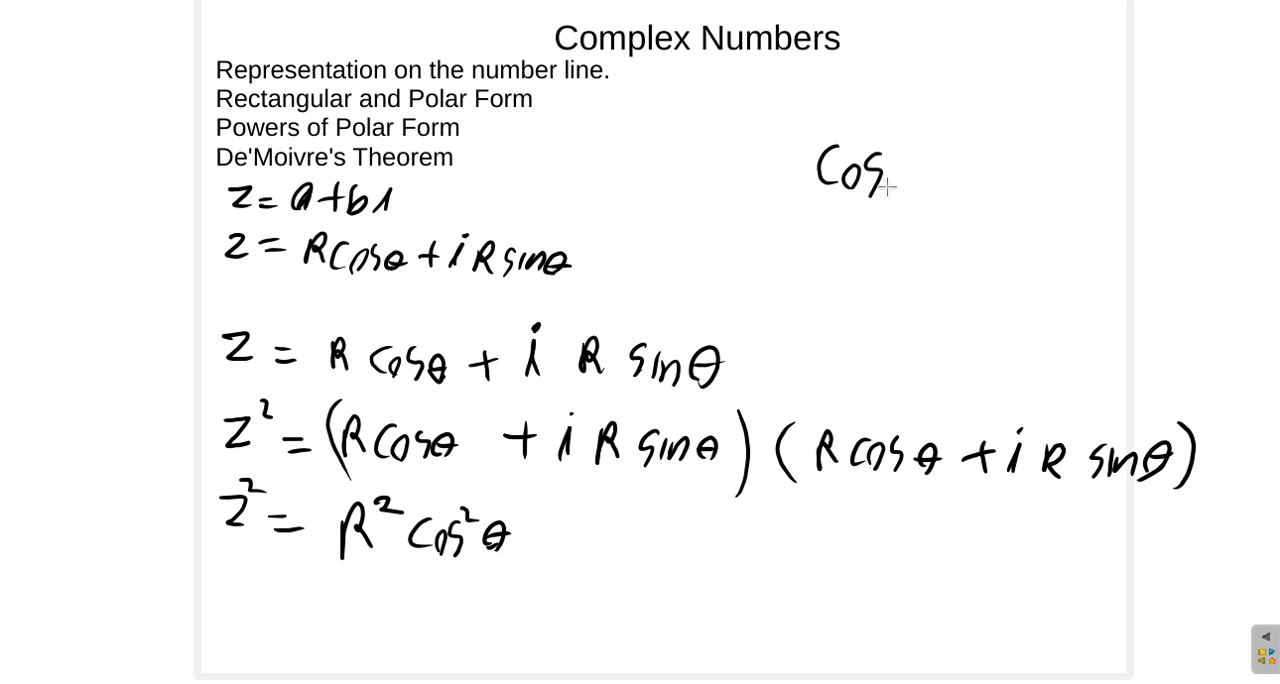 Complex Numbers
Representation on the number line.
Rectangular and Polar Form
Powers of Polar Form
De'Moivre's Theorem
cos
z = a+bi
z = Rcosθ + i R sinθ
z = R cosθ + i R sinθ
z² = (R cosθ + i R sinθ) (R cosθ + i R sinθ)
z² = R² cos²θ